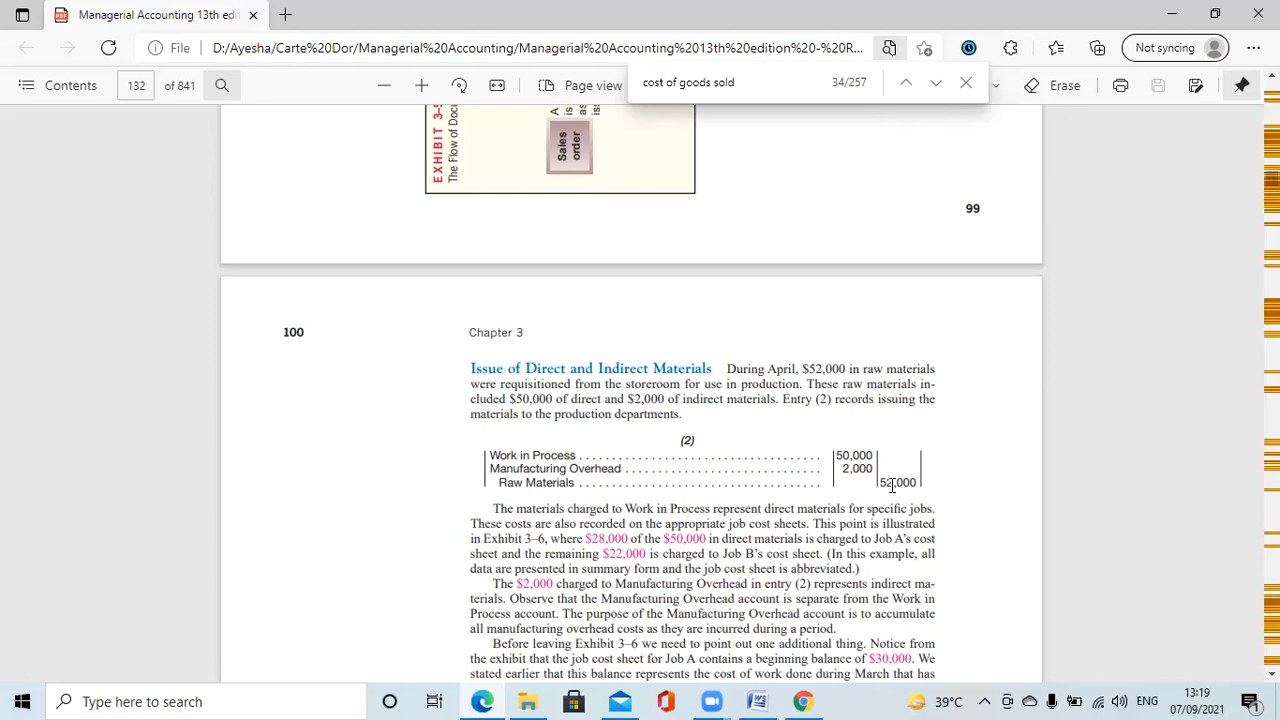 Managerial Accounting 13th edi
File D:/Ayesha/Carte%20Dor/Managerial%20Accounting/Managerial%20Accounting%2013th%20edition%20-%20R... Not syncing
Contents 132 of 841 Page view cost of goods sold 34/257 Erase
EXHIBIT 3-5
The Flow of Doc
Sales
order
A
is
as
iss
99
100 Chapter 3
Issue of Direct and Indirect Materials During April, $52,000 in raw materials
were requisitioned from the storeroom for use in production. These raw materials in-
cluded $50,000 of direct and $2,000 of indirect materials. Entry (2) records issuing the
materials to the production departments.
(2)
Work in Process . . . . . . . . . . . . . . . . . . . . . . . . . . . . . . . . . . . 50,000
Manufacturing Overhead . . . . . . . . . . . . . . . . . . . . . . . . . . . . 2,000
Raw Materials . . . . . . . . . . . . . . . . . . . . . . . . . . . . . . . . . . . 52,000
The materials charged to Work in Process represent direct materials for specific jobs.
These costs are also recorded on the appropriate job cost sheets. This point is illustrated
in Exhibit 3–6, where $28,000 of the $50,000 in direct materials is charged to Job A's cost
sheet and the remaining $22,000 is charged to Job B's cost sheet. (In this example, all
data are presented in summary form and the job cost sheet is abbreviated.)
The $2,000 charged to Manufacturing Overhead in entry (2) represents indirect ma-
terials. Observe that the Manufacturing Overhead account is separate from the Work in
Process account. The purpose of the Manufacturing Overhead account is to accumulate
all manufacturing overhead costs as they are incurred during a period.
Before leaving Exhibit 3–6 we need to point out one additional thing. Notice from
the exhibit that the job cost sheet for Job A contains a beginning balance of $30,000. We
stated earlier that this balance represents the cost of work done during March that has
Type here to search 39°C ENG 13:19
07/09/2021